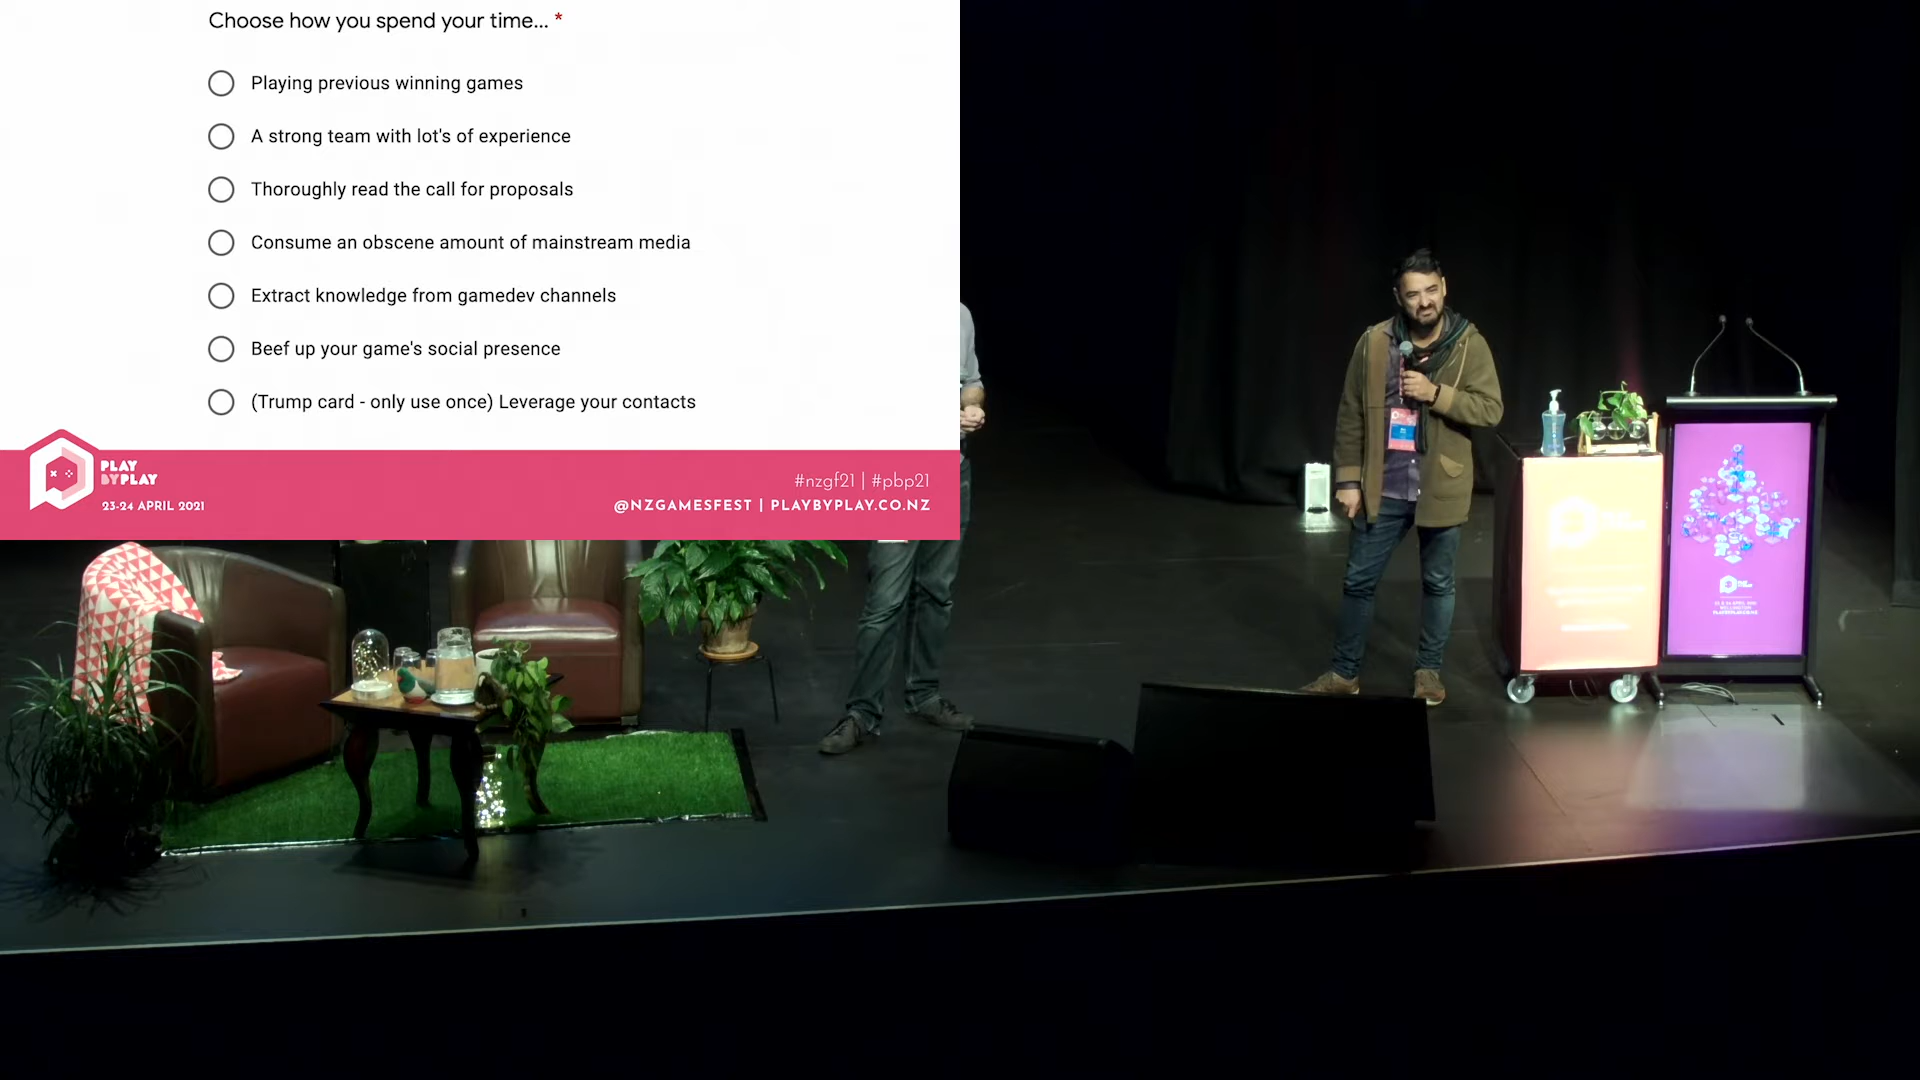 Choose how you spend your time... *
Playing previous winning games
A strong team with lot's of experience
Thoroughly read the call for proposals
Consume an obscene amount of mainstream media
Extract knowledge from gamedev channels
Beef up your game's social presence
(Trump card - only use once) Leverage your contacts
PLAY
BYPLAY
23-24 APRIL 2021
#nzgf21 | #pbp21
@NZGAMESFEST | PLAYBYPLAY.CO.NZ